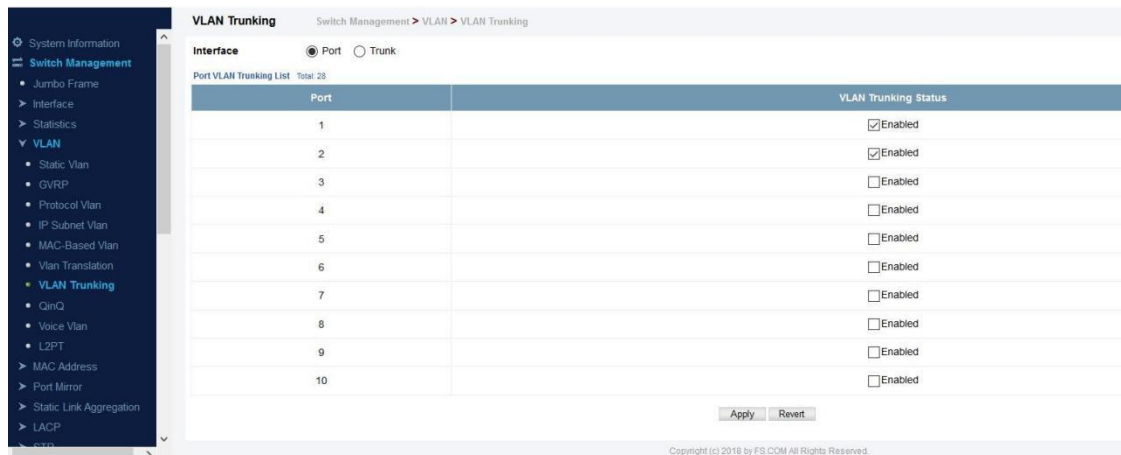 VLAN Trunking Switch Management > VLAN > VLAN Trunking
System Information
Switch Management
Jumbo Frame
Interface
Statistics
VLAN
Static Vlan
GVRP
Protocol Vlan
IP Subnet Vlan
MAC-Based Vlan
Vlan Translation
VLAN Trunking
QinQ
Voice Vlan
L2PT
MAC Address
Port Mirror
Static Link Aggregation
LACP
STP
Interface Port Trunk
Port VLAN Trunking List Total: 28
Port VLAN Trunking Status
1 Enabled
2 Enabled
3 Enabled
4 Enabled
5 Enabled
6 Enabled
7 Enabled
8 Enabled
9 Enabled
10 Enabled
Apply Revert
Copyright (c) 2018 by FS.COM All Rights Reserved.